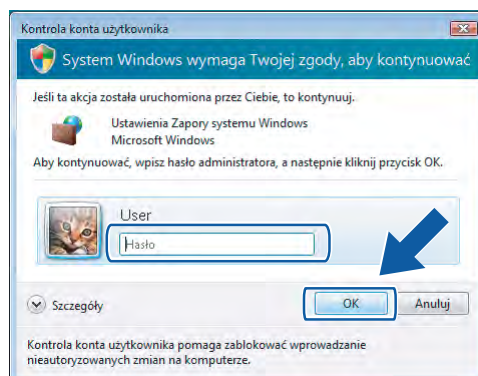 Kontrola konta użytkownika
System Windows wymaga Twojej zgody, aby kontynuować
Jeśli ta akcja została uruchomiona przez Ciebie, to kontynuuj.
Ustawienia Zapory systemu Windows
Microsoft Windows
Aby kontynuować, wpisz hasło administratora, a następnie kliknij przycisk OK.
User
Hasło
Szczegóły
OK
Anuluj
Kontrola konta użytkownika pomaga zablokować wprowadzanie
nieautoryzowanych zmian na komputerze.